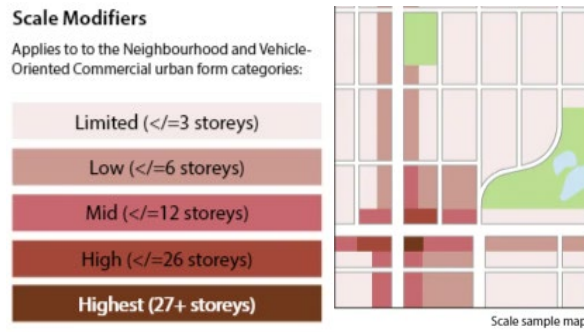 Scale Modifiers
Applies to to the Neighbourhood and Vehicle-
Oriented Commercial urban form categories:
Limited (</=3 storeys)
Low (</=6 storeys)
Mid (</=12 storeys)
High (</=26 storeys)
Highest (27+ storeys)
Scale sample map